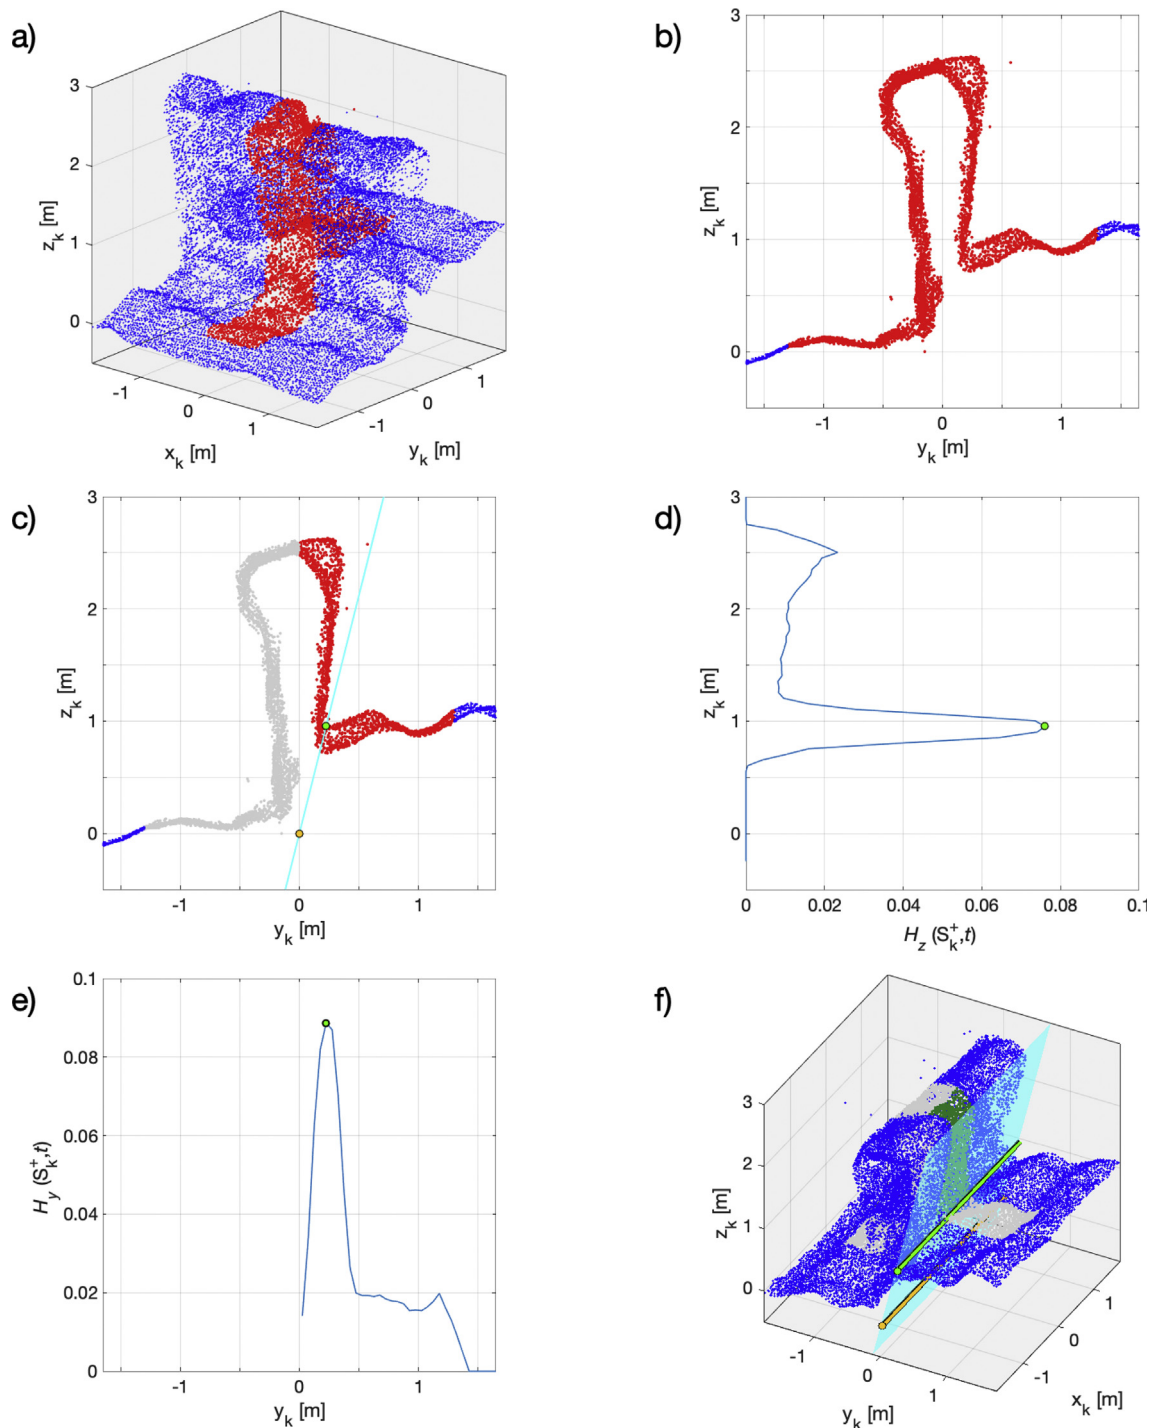 a)
3
2
1
0
z_k [m]
-1
0
1
x_k [m]
-1
0
1
y_k [m]
b)
3
2
1
0
z_k [m]
-1
0
1
y_k [m]
c)
3
2
1
0
z_k [m]
-1
0
1
y_k [m]
d)
3
2
1
0
z_k [m]
0
0.02
0.04
0.06
0.08
0.1
H_z (S_k^+,t)
e)
0.1
0.08
0.06
0.04
0.02
0
H_y (S_k^+,t)
-1
0
1
y_k [m]
f)
3
2
1
0
z_k [m]
-1
0
1
y_k [m]
1
0
-1
x_k [m]